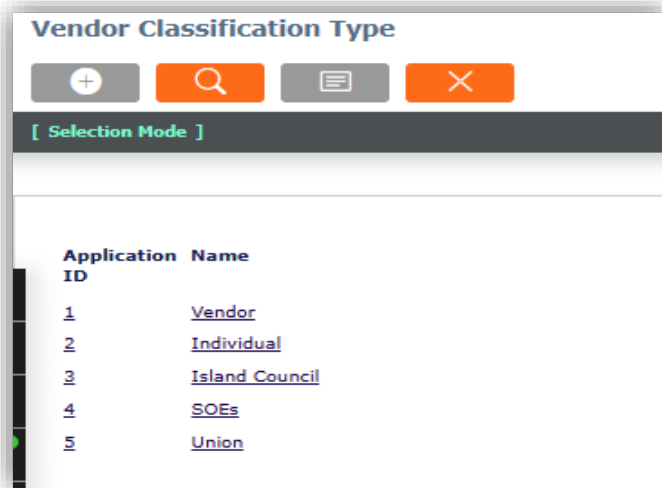 Vendor Classification Type
[ Selection Mode ]
Application Name
ID
1 Vendor
2 Individual
3 Island Council
4 SOEs
5 Union